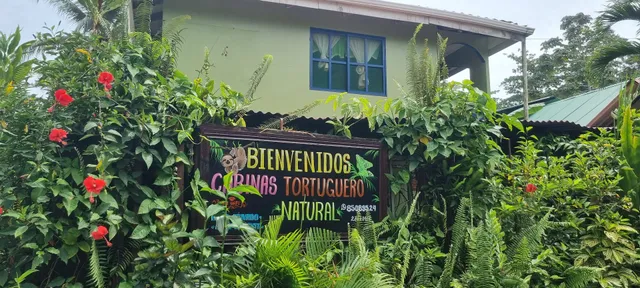 BIENVENIDOS
CABINAS TORTUGUERO
NATURAL